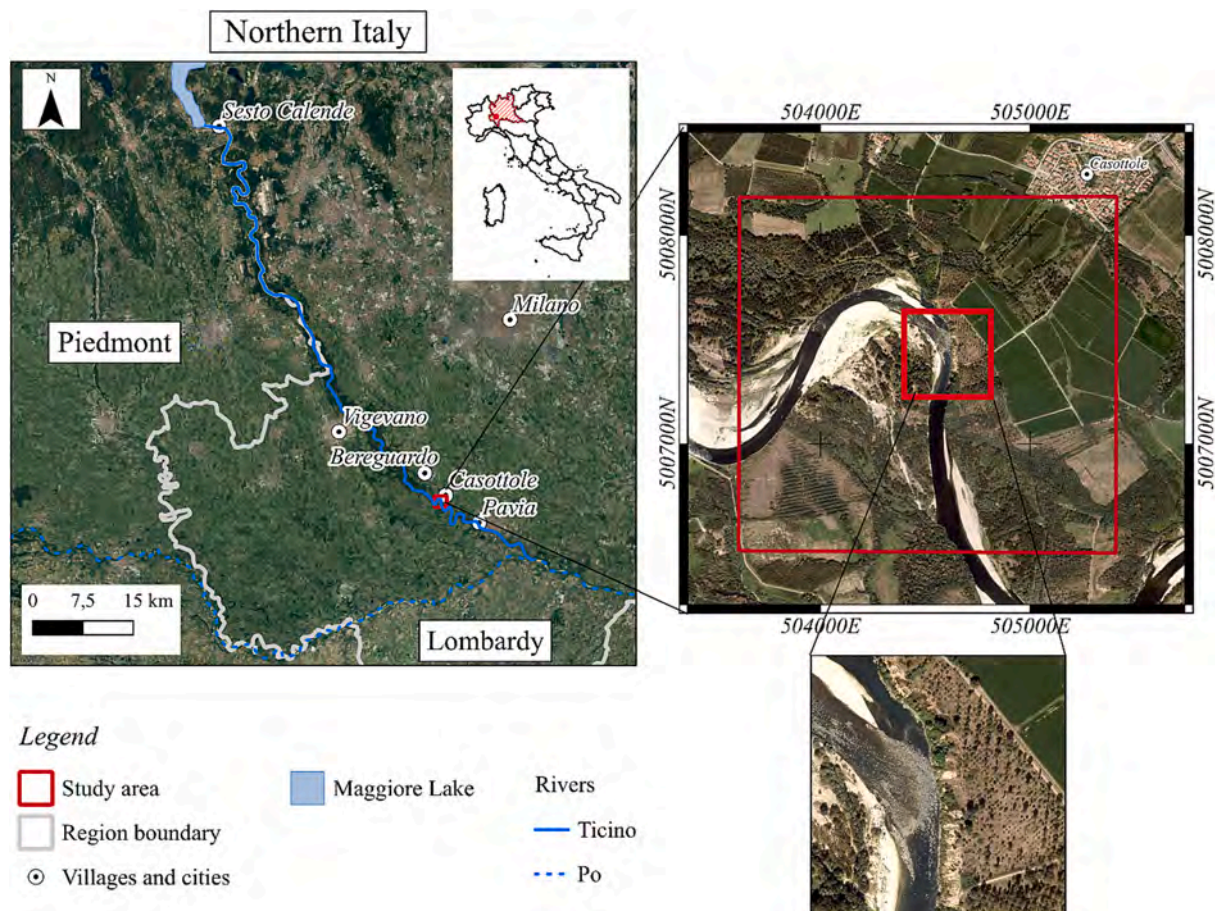 Northern Italy
N
Sesto Calende
Milano
Piedmont
Vigevano
Bereguardo
Casottole
Pavia
0 7,5 15 km
Lombardy
504000E 505000E
Casottole
5008000N 5008000N
5007000N 5007000N
504000E 505000E
Legend
Study area
Maggiore Lake
Rivers
Region boundary
Ticino
Villages and cities
Po